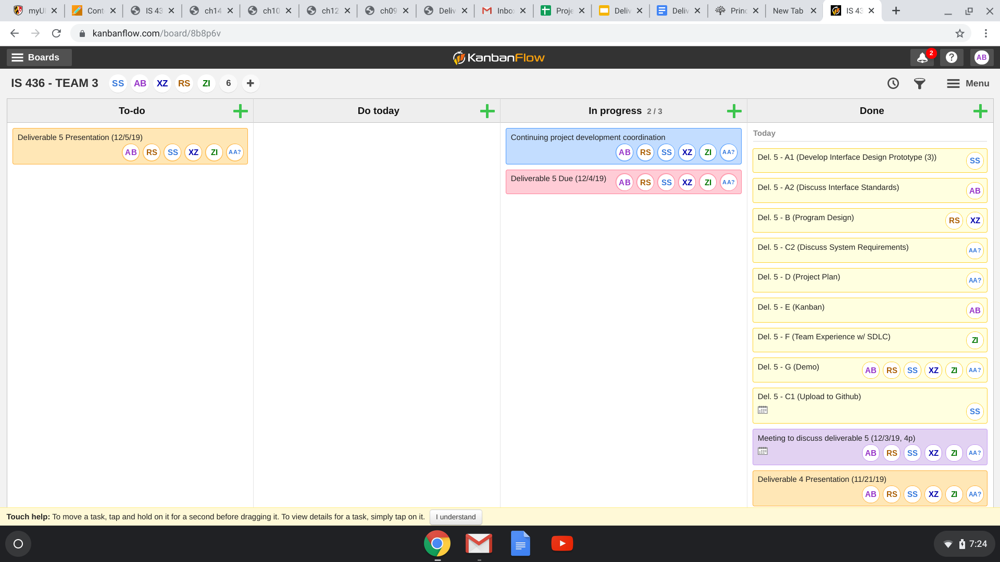 myU
Cont
IS 43
ch14
ch10
ch12
ch09
Deliv
Inbo
Proje
Deliv
Deliv
Princ
New Tab
IS 43
kanbanflow.com/board/8b8p6v
Boards
KanbanFlow
2
?
AB
IS 436 - TEAM 3 SS AB XZ RS ZI 6 +
Menu
To-do
Do today
In progress 2 / 3
Done
Deliverable 5 Presentation (12/5/19)
AB RS SS XZ ZI AA?
Continuing project development coordination
AB RS SS XZ ZI AA?
Deliverable 5 Due (12/4/19) AB RS SS XZ ZI AA?
Today
Del. 5 - A1 (Develop Interface Design Prototype (3)) SS
Del. 5 - A2 (Discuss Interface Standards) AB
Del. 5 - B (Program Design) RS XZ
Del. 5 - C2 (Discuss System Requirements) AA?
Del. 5 - D (Project Plan) AA?
Del. 5 - E (Kanban) AB
Del. 5 - F (Team Experience w/ SDLC) ZI
Del. 5 - G (Demo) AB RS SS XZ ZI AA?
Del. 5 - C1 (Upload to Github)
SS
Meeting to discuss deliverable 5 (12/3/19, 4p)
AB RS SS XZ ZI AA?
Deliverable 4 Presentation (11/21/19)
AB RS SS XZ ZI AA?
Touch help: To move a task, tap and hold on it for a second before dragging it. To view details for a task, simply tap on it. I understand
7:24